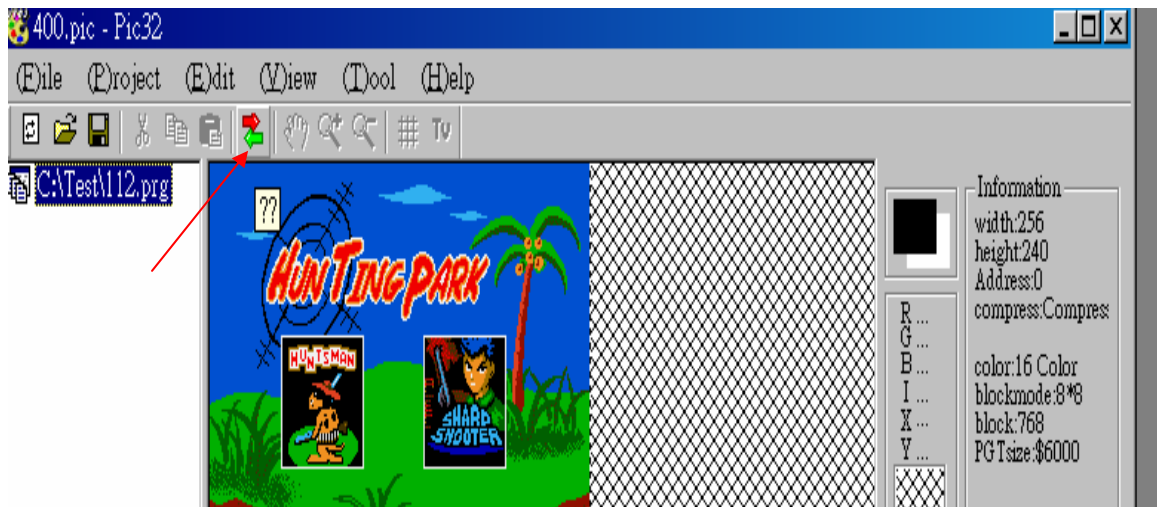 400.pic - Pic32
(F)ile (P)roject (E)dit (V)iew (T)ool (H)elp
TV
C:\Test\112.prg
??
HUNTING PARK
HUNTSMAN
SHARP
SHOOTER
Information
width:256
height:240
Address:0
compress:Compress
color:16 Color
blockmode:8*8
block:768
PGTsize:$6000
R ...
G ...
B ...
I ...
X ...
Y ...